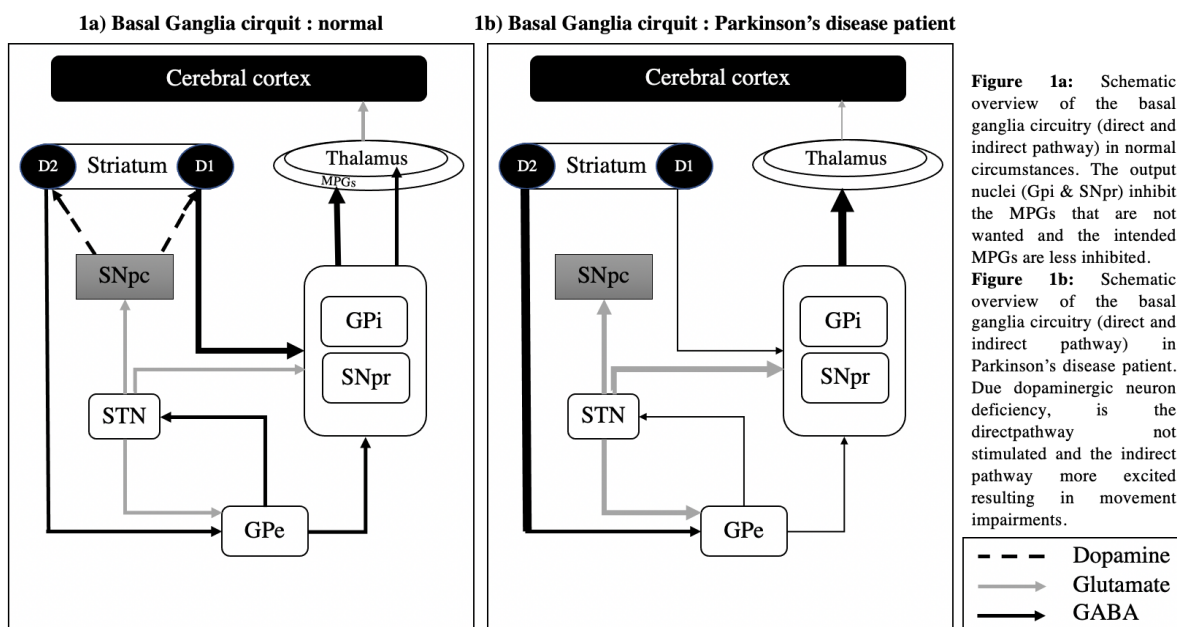 1a) Basal Ganglia cirquit : normal
Cerebral cortex
D2
Striatum
D1
Thalamus
MPGs
SNpc
GPi
SNpr
STN
GPe
1b) Basal Ganglia cirquit : Parkinson's disease patient
Cerebral cortex
D2
Striatum
D1
Thalamus
SNpc
GPi
SNpr
STN
GPe
Figure 1a: Schematic
overview of the basal
ganglia circuitry (direct and
indirect pathway) in normal
circumstances. The output
nuclei (Gpi & SNpr) inhibit
the MPGs that are not
wanted and the intended
MPGs are less inhibited.
Figure 1b: Schematic
overview of the basal
ganglia circuitry (direct and
indirect pathway) in
Parkinson's disease patient.
Due dopaminergic neuron
deficiency, is the
directpathway not
stimulated and the indirect
pathway more excited
resulting in movement
impairments.
Dopamine
Glutamate
GABA